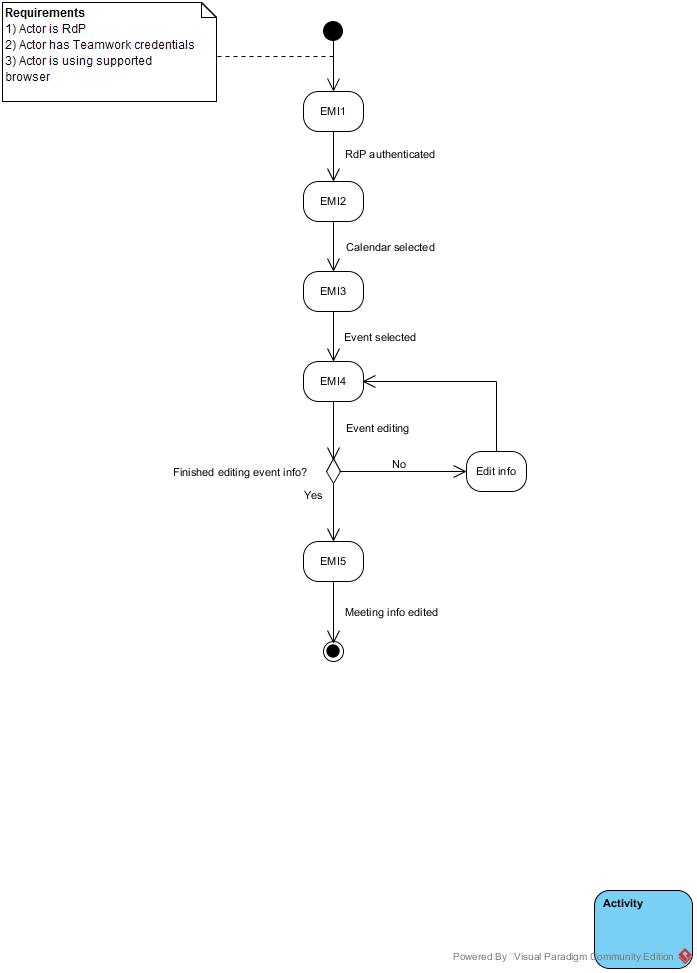 Requirements
1) Actor is RdP
2) Actor has Teamwork credentials
3) Actor is using supported
browser
EMI1
RdP authenticated
EMI2
Calendar selected
EMI3
Event selected
EMI4
Event editing
Finished editing event info?
No
Edit info
Yes
EMI5
Meeting info edited
Activity
Powered By Visual Paradigm Community Edition